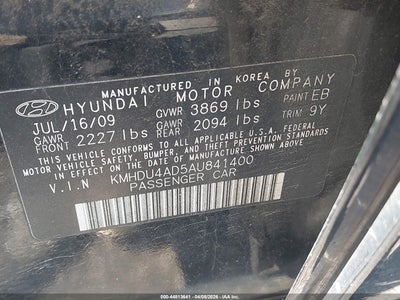 MANUFACTURED IN KOREA BY
HYUNDAI MOTOR COMPANY
JUL/16/09 GVWR 3869 lbs PAINT EB
GAWR FRONT 2227 lbs GAWR REAR 2094 lbs TRIM 9Y
THIS VEHICLE CONFORMS TO ALL APPLICABLE U.S.A. FEDERAL
MOTOR VEHICLE SAFETY, BUMPER, AND THEFT PREVENTION STANDARDS
IN EFFECT ON THE DATE OF MANUFACTURE SHOWN ABOVE.
V.I.N KMHDU4AD5AU841400
PASSENGER CAR
000-44813641 - 04/08/2026 - 000